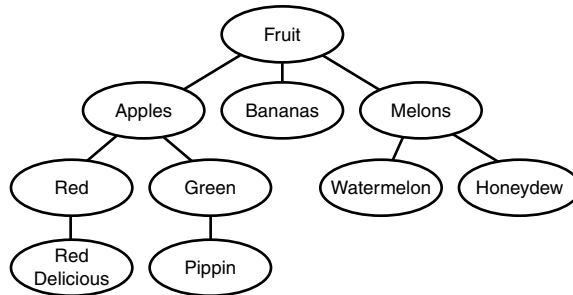 Fruit
Apples
Bananas
Melons
Red
Green
Watermelon
Honeydew
Red
Delicious
Pippin